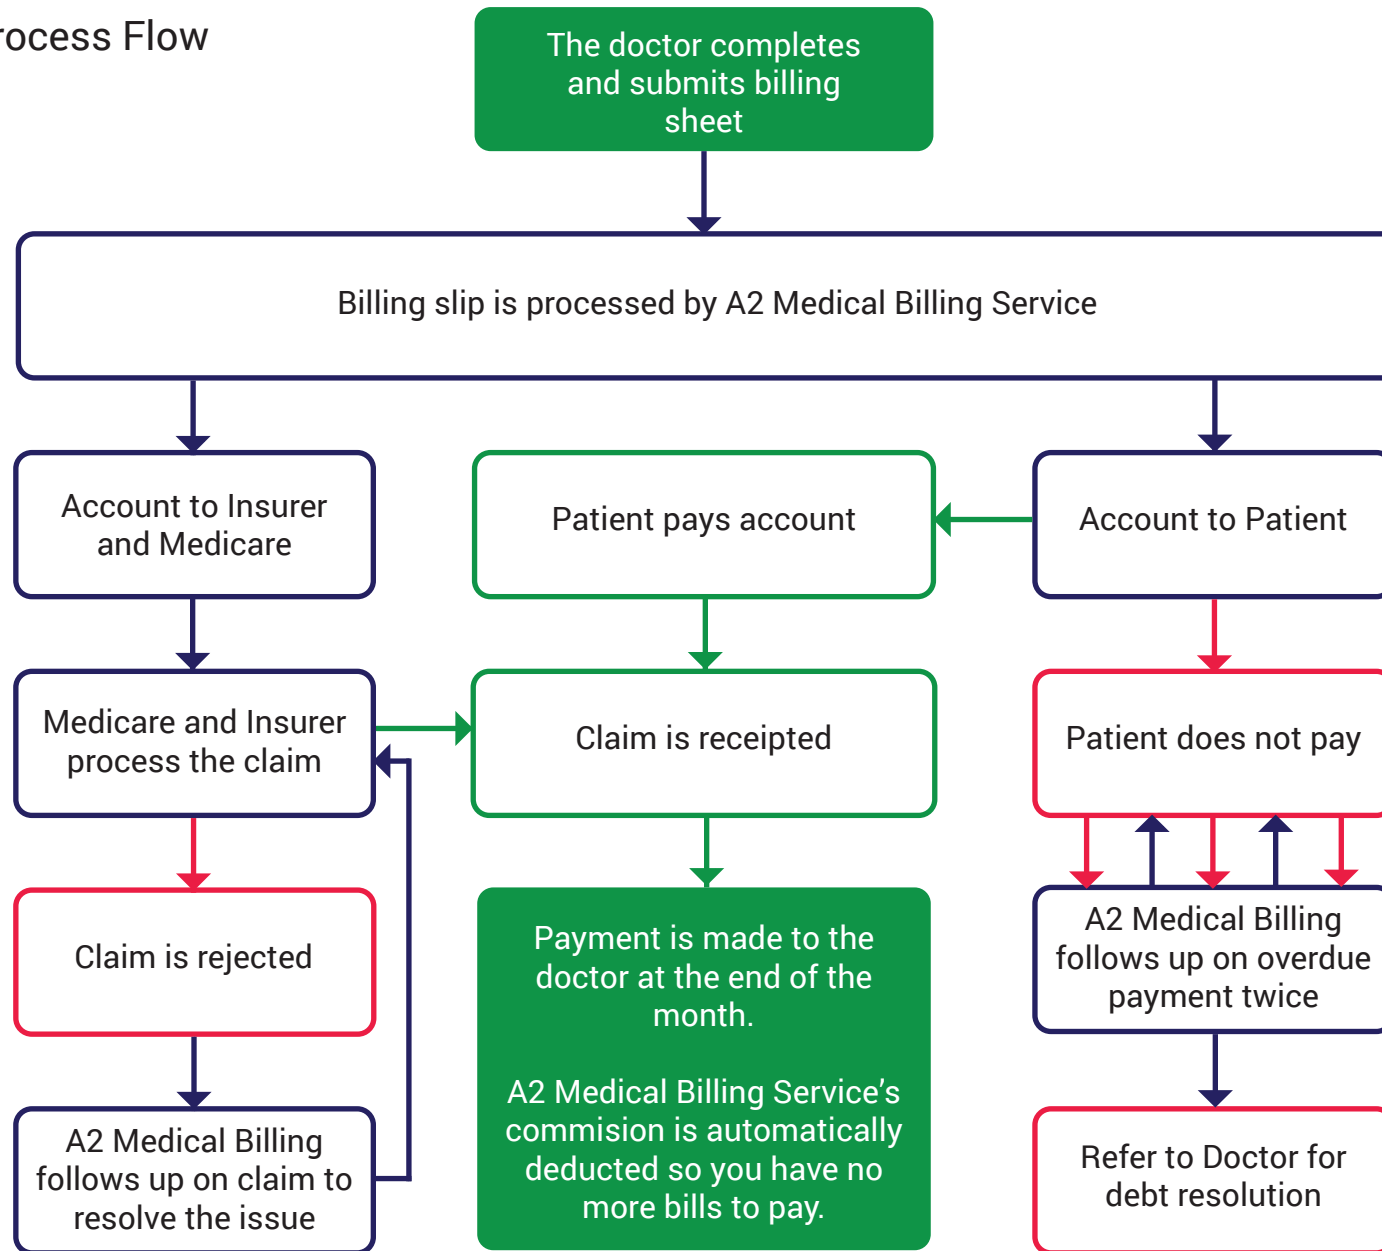 rocess Flow
The doctor completes
and submits billing
sheet
Billing slip is processed by A2 Medical Billing Service
Account to Insurer
and Medicare
Patient pays account
Account to Patient
Medicare and Insurer
process the claim
Claim is receipted
Patient does not pay
Claim is rejected
Payment is made to the
doctor at the end of the
month.
A2 Medical Billing Service’s
commision is automatically
deducted so you have no
more bills to pay.
A2 Medical Billing
follows up on overdue
payment twice
A2 Medical Billing
follows up on claim to
resolve the issue
Refer to Doctor for
debt resolution